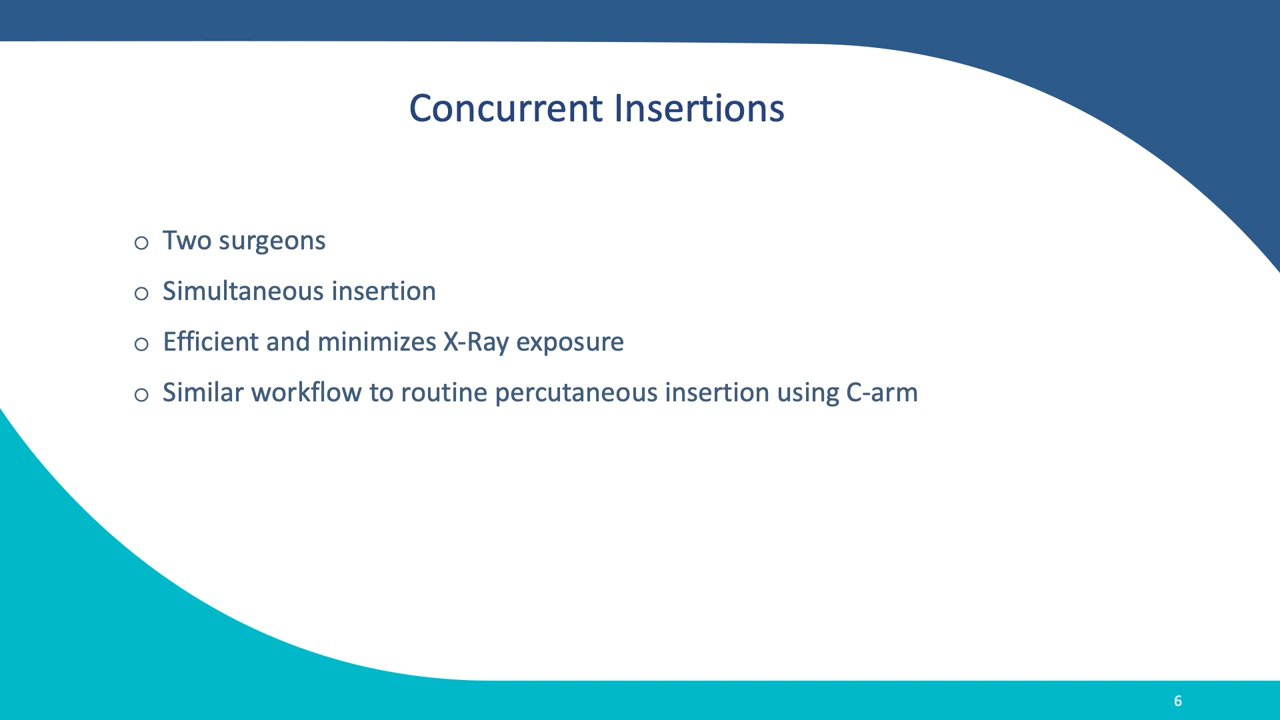 Concurrent Insertions
o Two surgeons
o Simultaneous insertion
o Efficient and minimizes X-Ray exposure
o Similar workflow to routine percutaneous insertion using C-arm
6